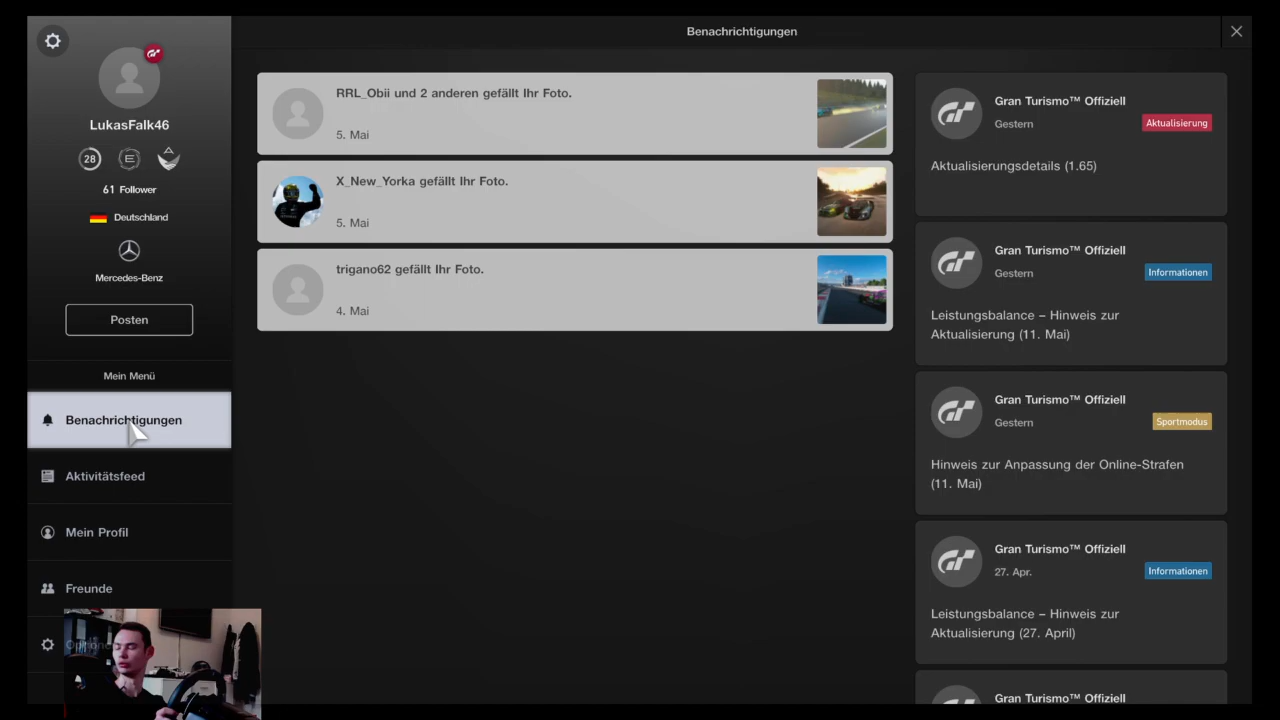 Benachrichtigungen
LukasFalk46
28
E
A
61 Follower
Deutschland
Mercedes-Benz
Posten
Mein Menü
Benachrichtigungen
Aktivitätsfeed
Mein Profil
Freunde
RRL_Obii und 2 anderen gefällt Ihr Foto.
5. Mai
X_New_Yorka gefällt Ihr Foto.
5. Mai
trigano62 gefällt Ihr Foto.
4. Mai
Gran Turismo™ Offiziell
Gestern
Aktualisierung
Aktualisierungsdetails (1.65)
Gran Turismo™ Offiziell
Gestern
Informationen
Leistungsbalance – Hinweis zur
Aktualisierung (11. Mai)
Gran Turismo™ Offiziell
Gestern
Sportmodus
Hinweis zur Anpassung der Online-Strafen
(11. Mai)
Gran Turismo™ Offiziell
27. Apr.
Informationen
Leistungsbalance – Hinweis zur
Aktualisierung (27. April)
Gran Turismo™ Offiziell